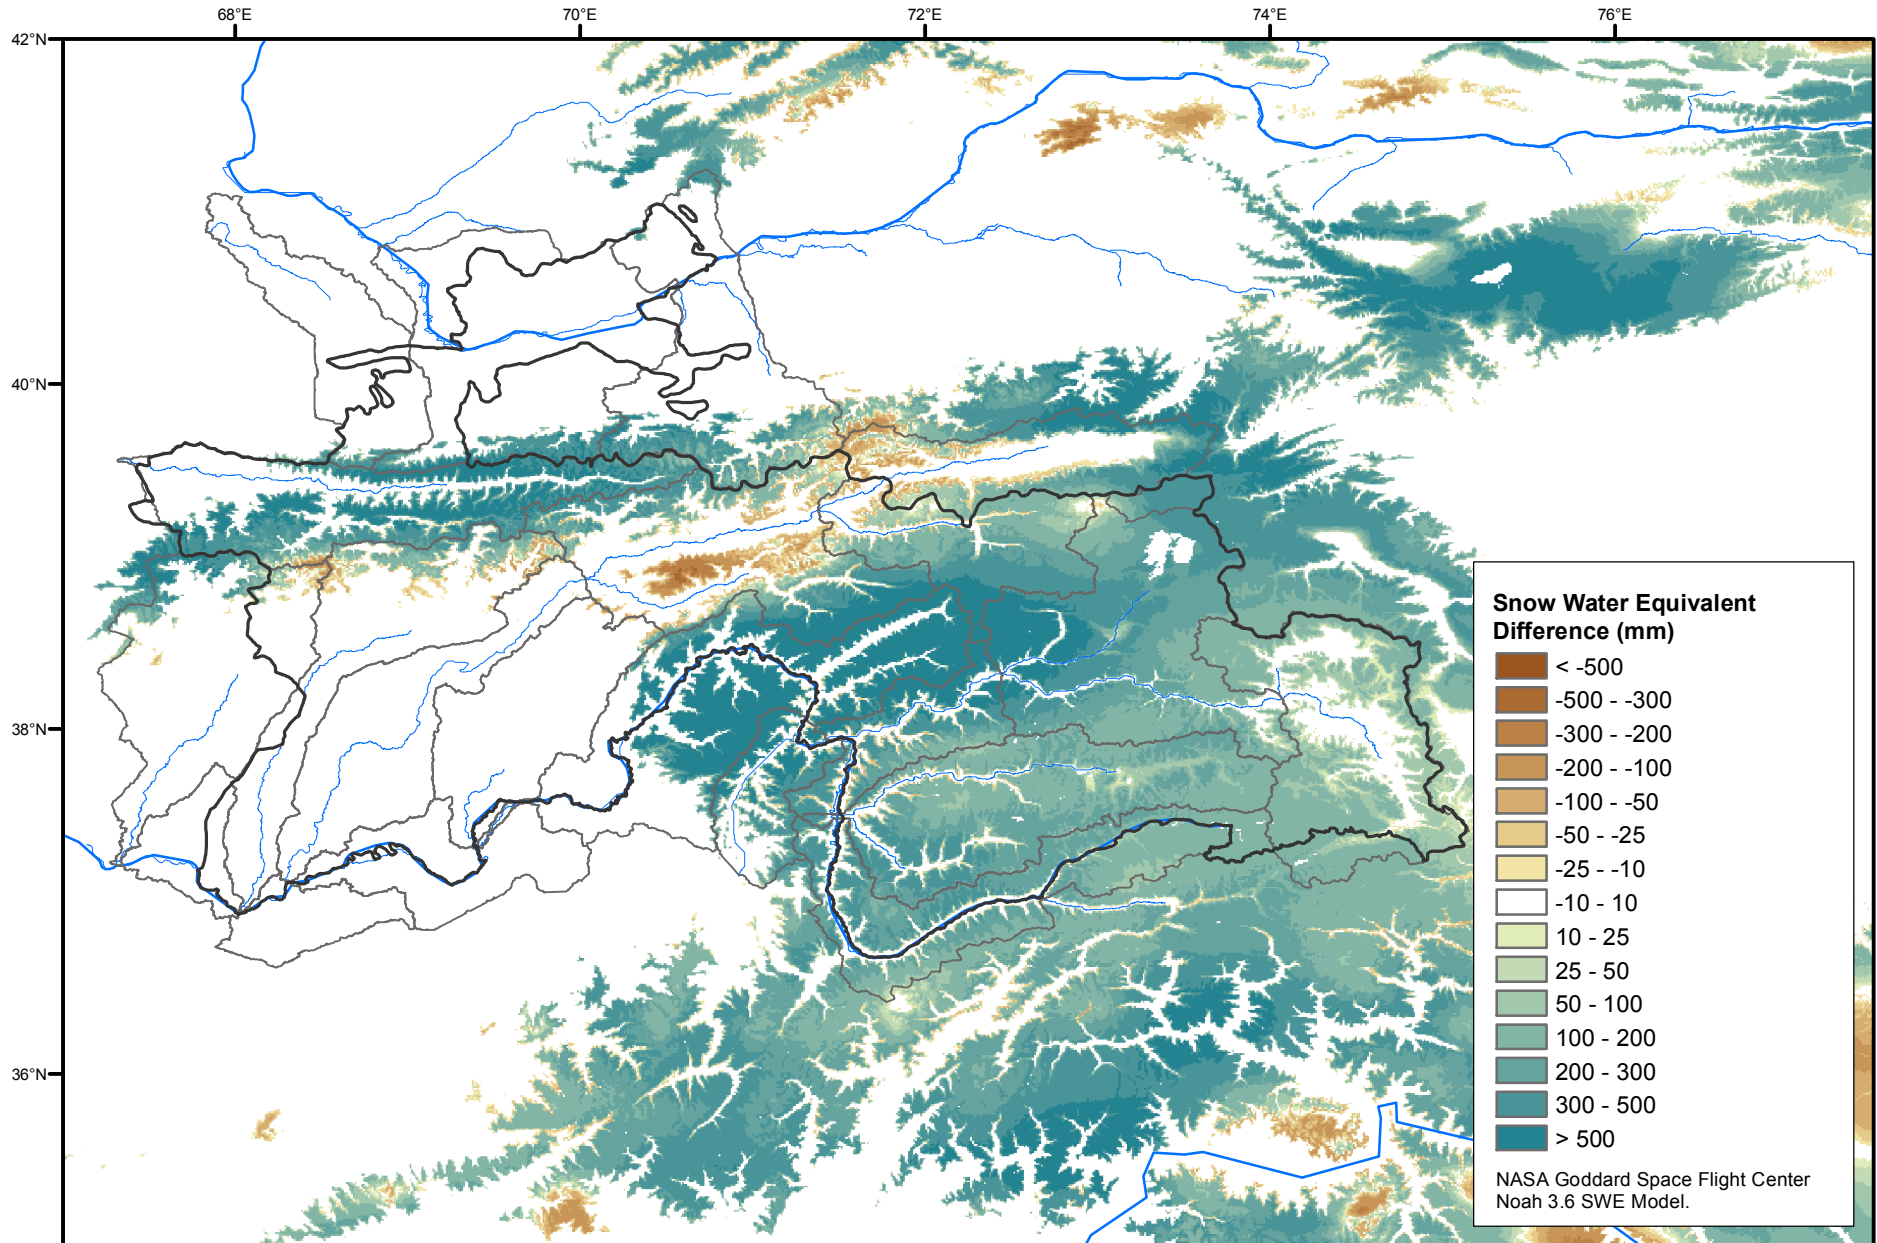 68°E
70°E
72°E
74°E
76°E
42°N
40°N
38°N
36°N
Snow Water Equivalent
Difference (mm)
< -500
-500 - -300
-300 - -200
-200 - -100
-100 - -50
-50 - -25
-25 - -10
-10 - 10
10 - 25
25 - 50
50 - 100
100 - 200
200 - 300
300 - 500
> 500
NASA Goddard Space Flight Center
Noah 3.6 SWE Model.